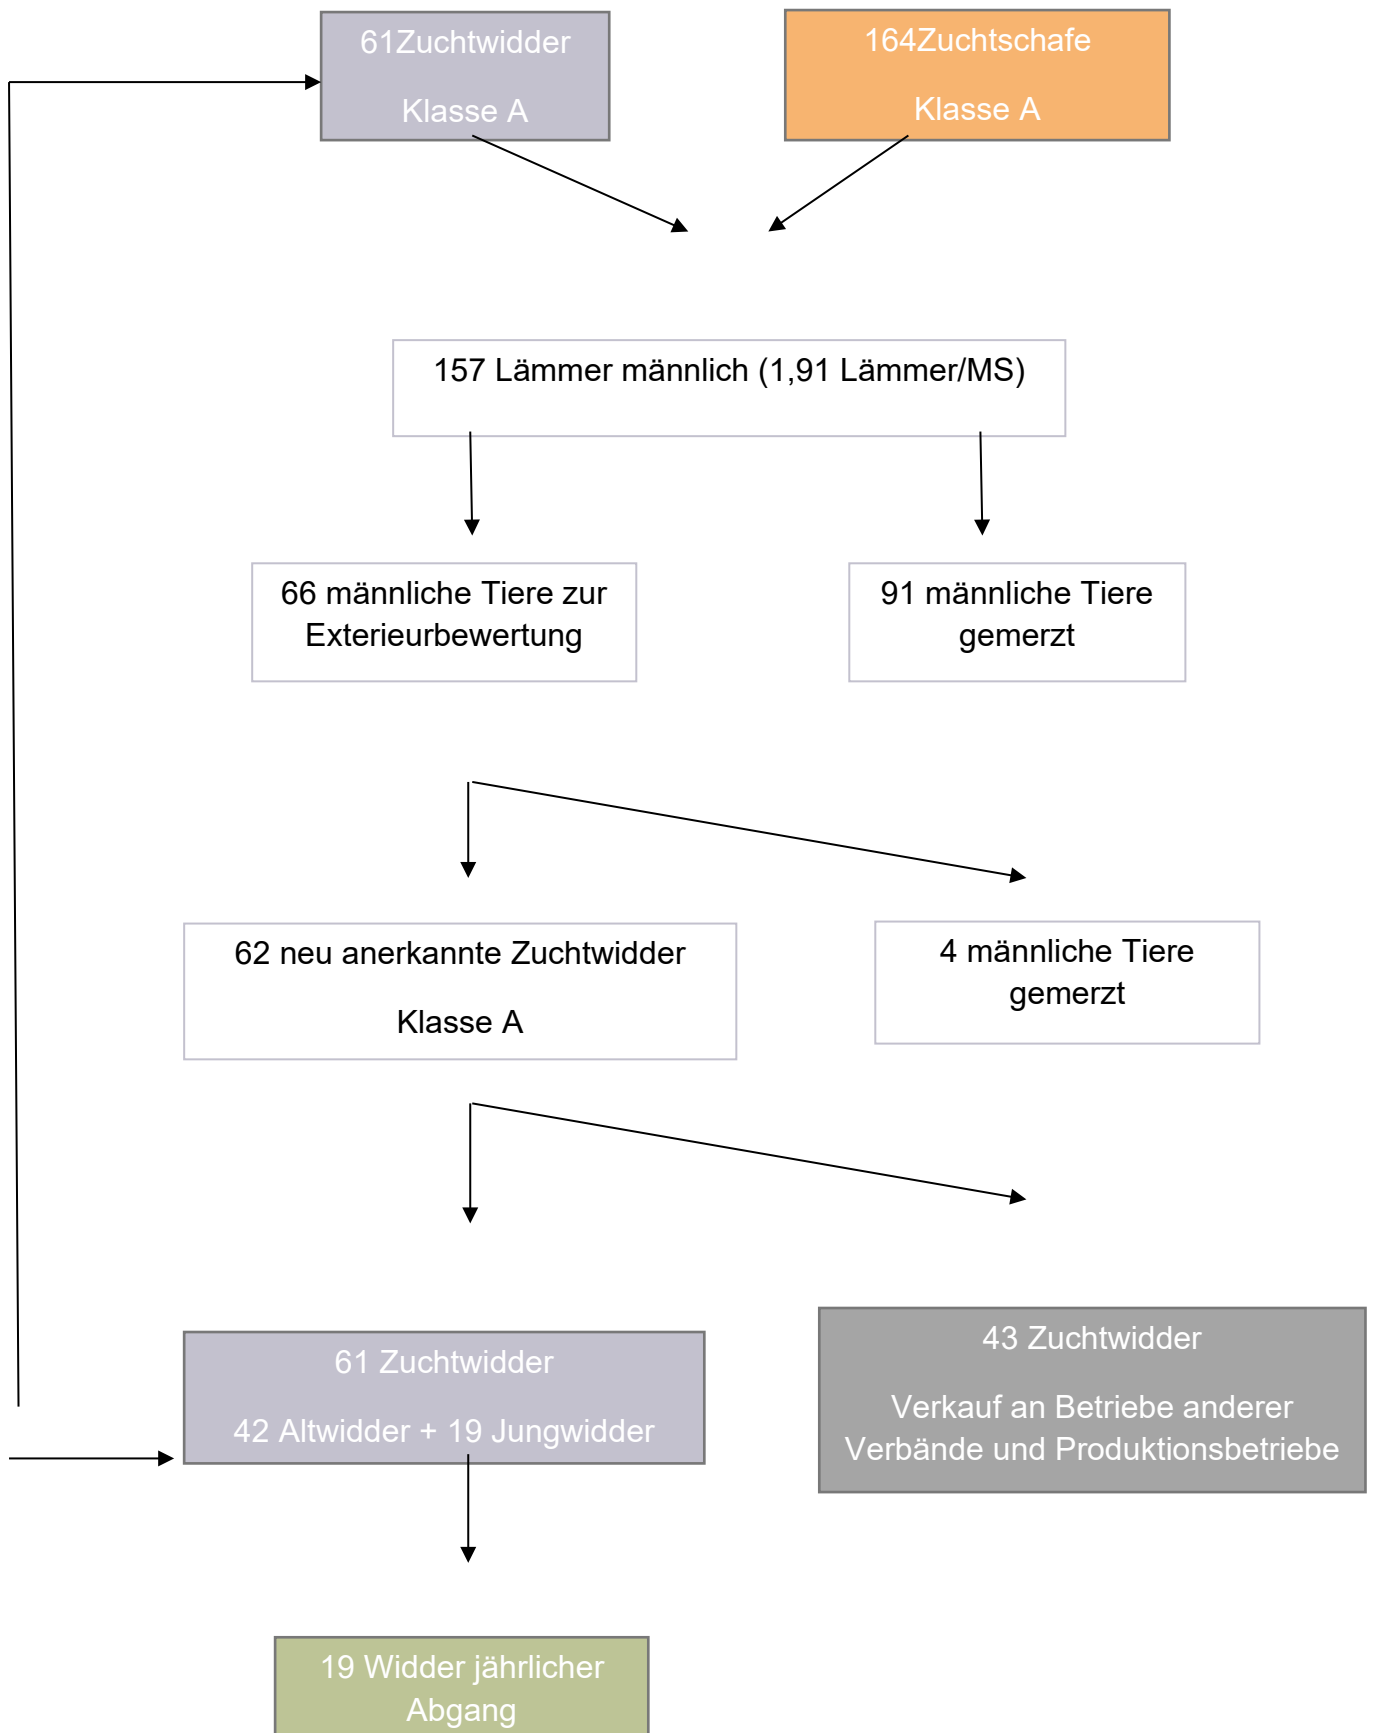 61Zuchtwidder
Klasse A
164Zuchtschafe
Klasse A
157 Lämmer männlich (1,91 Lämmer/MS)
66 männliche Tiere zur
Exterieurbewertung
91 männliche Tiere
gemerzt
62 neu anerkannte Zuchtwidder
Klasse A
4 männliche Tiere
gemerzt
61 Zuchtwidder
42 Altwidder + 19 Jungwidder
43 Zuchtwidder
Verkauf an Betriebe anderer
Verbände und Produktionsbetriebe
19 Widder jährlicher
Abgang